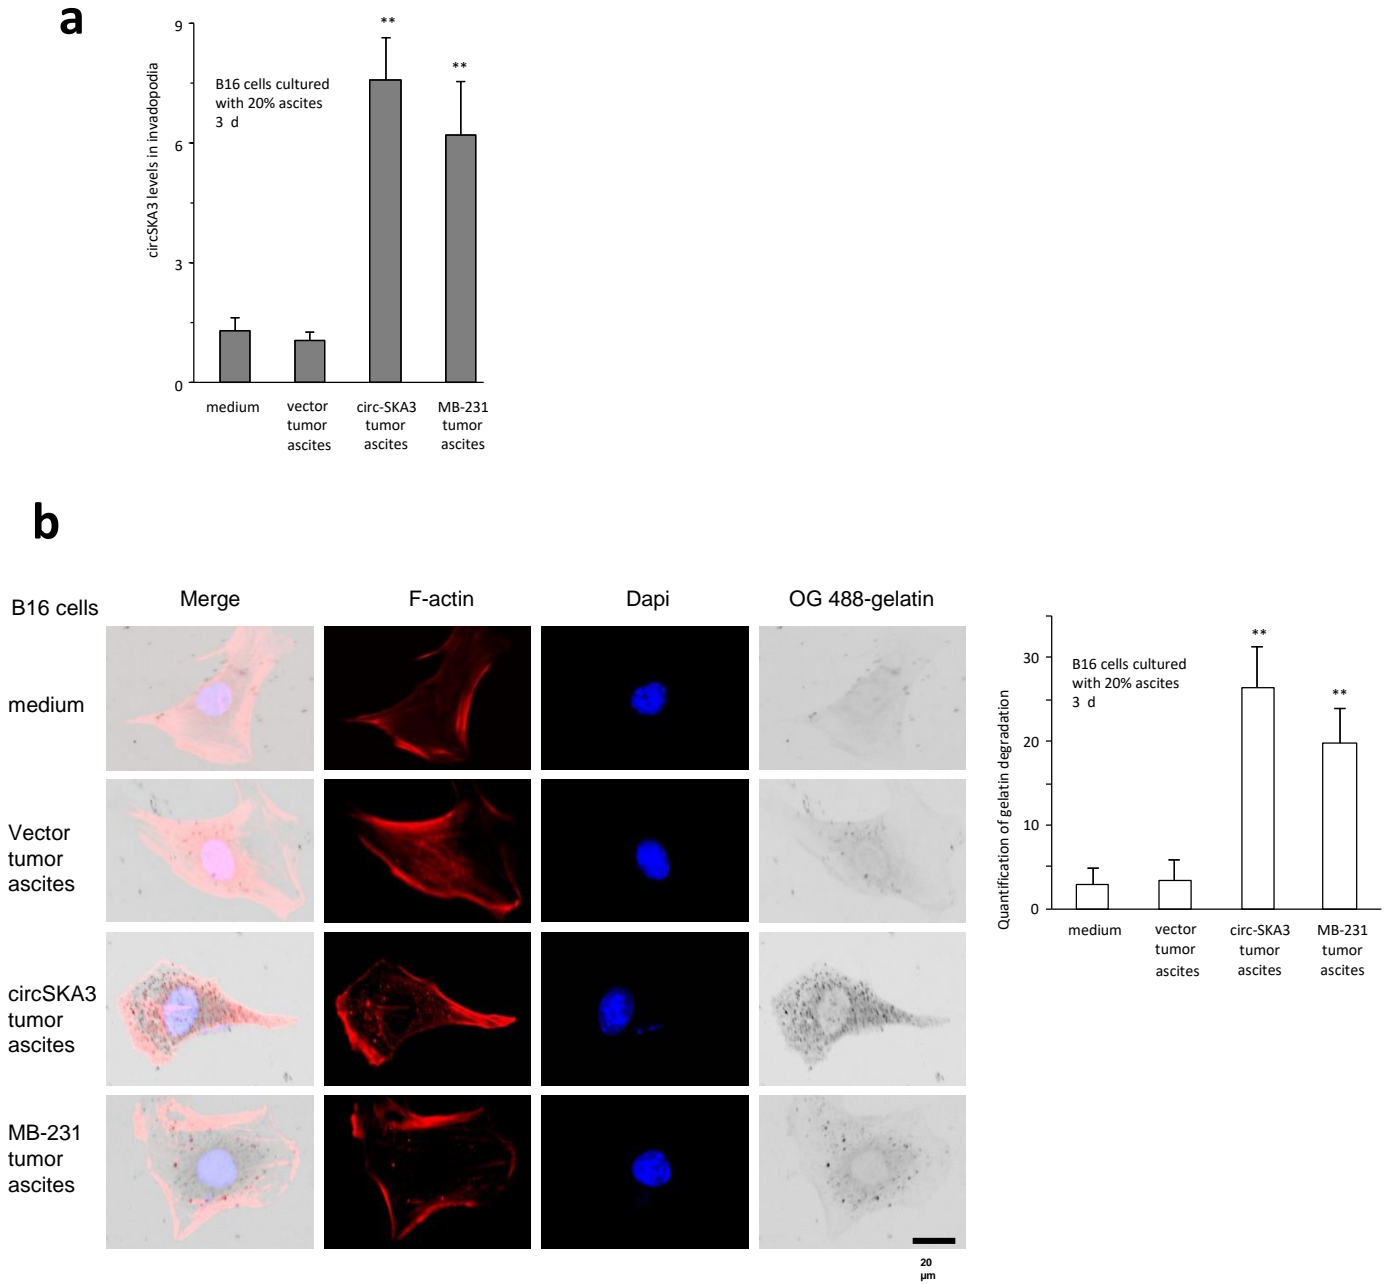 a
circSKA3 levels in invadopodia
9
6
3
0
**
**
B16 cells cultured
with 20% ascites
3 d
medium
vector
tumor
ascites
circ-SKA3
tumor
ascites
MB-231
tumor
ascites
b
B16 cells
Merge
F-actin
Dapi
OG 488-gelatin
medium
Vector
tumor
ascites
circSKA3
tumor
ascites
MB-231
tumor
ascites
20
μm
Quantification of gelatin degradation
30
20
10
0
**
**
B16 cells cultured
with 20% ascites
3 d
medium
vector
tumor
ascites
circ-SKA3
tumor
ascites
MB-231
tumor
ascites